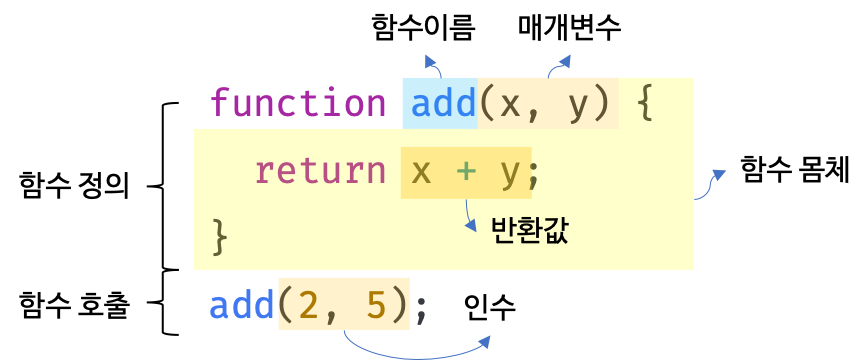 함수이름 매개변수
function add(x, y) {
함수 정의
return x + y;
함수 몸체
}
반환값
함수 호출
add(2, 5);
인수